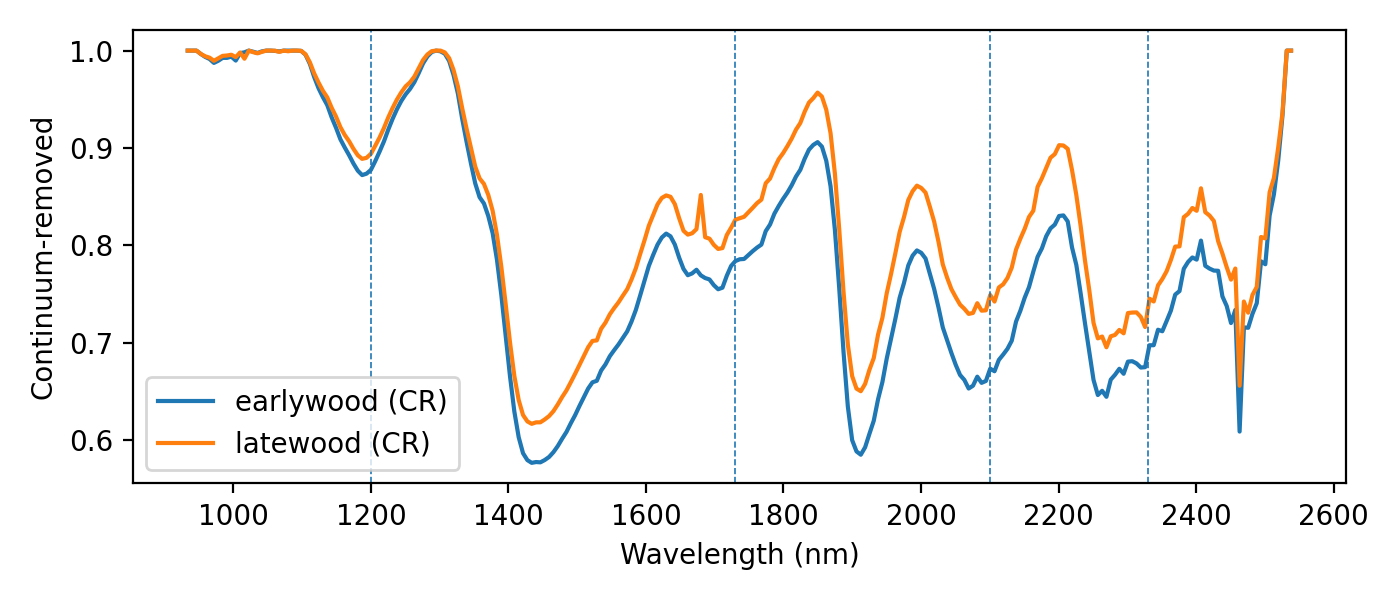 1.0
0.9
0.8
0.7
0.6
Continuum-removed
earlywood (CR)
latewood (CR)
1000 1200 1400 1600 1800 2000 2200 2400 2600
Wavelength (nm)